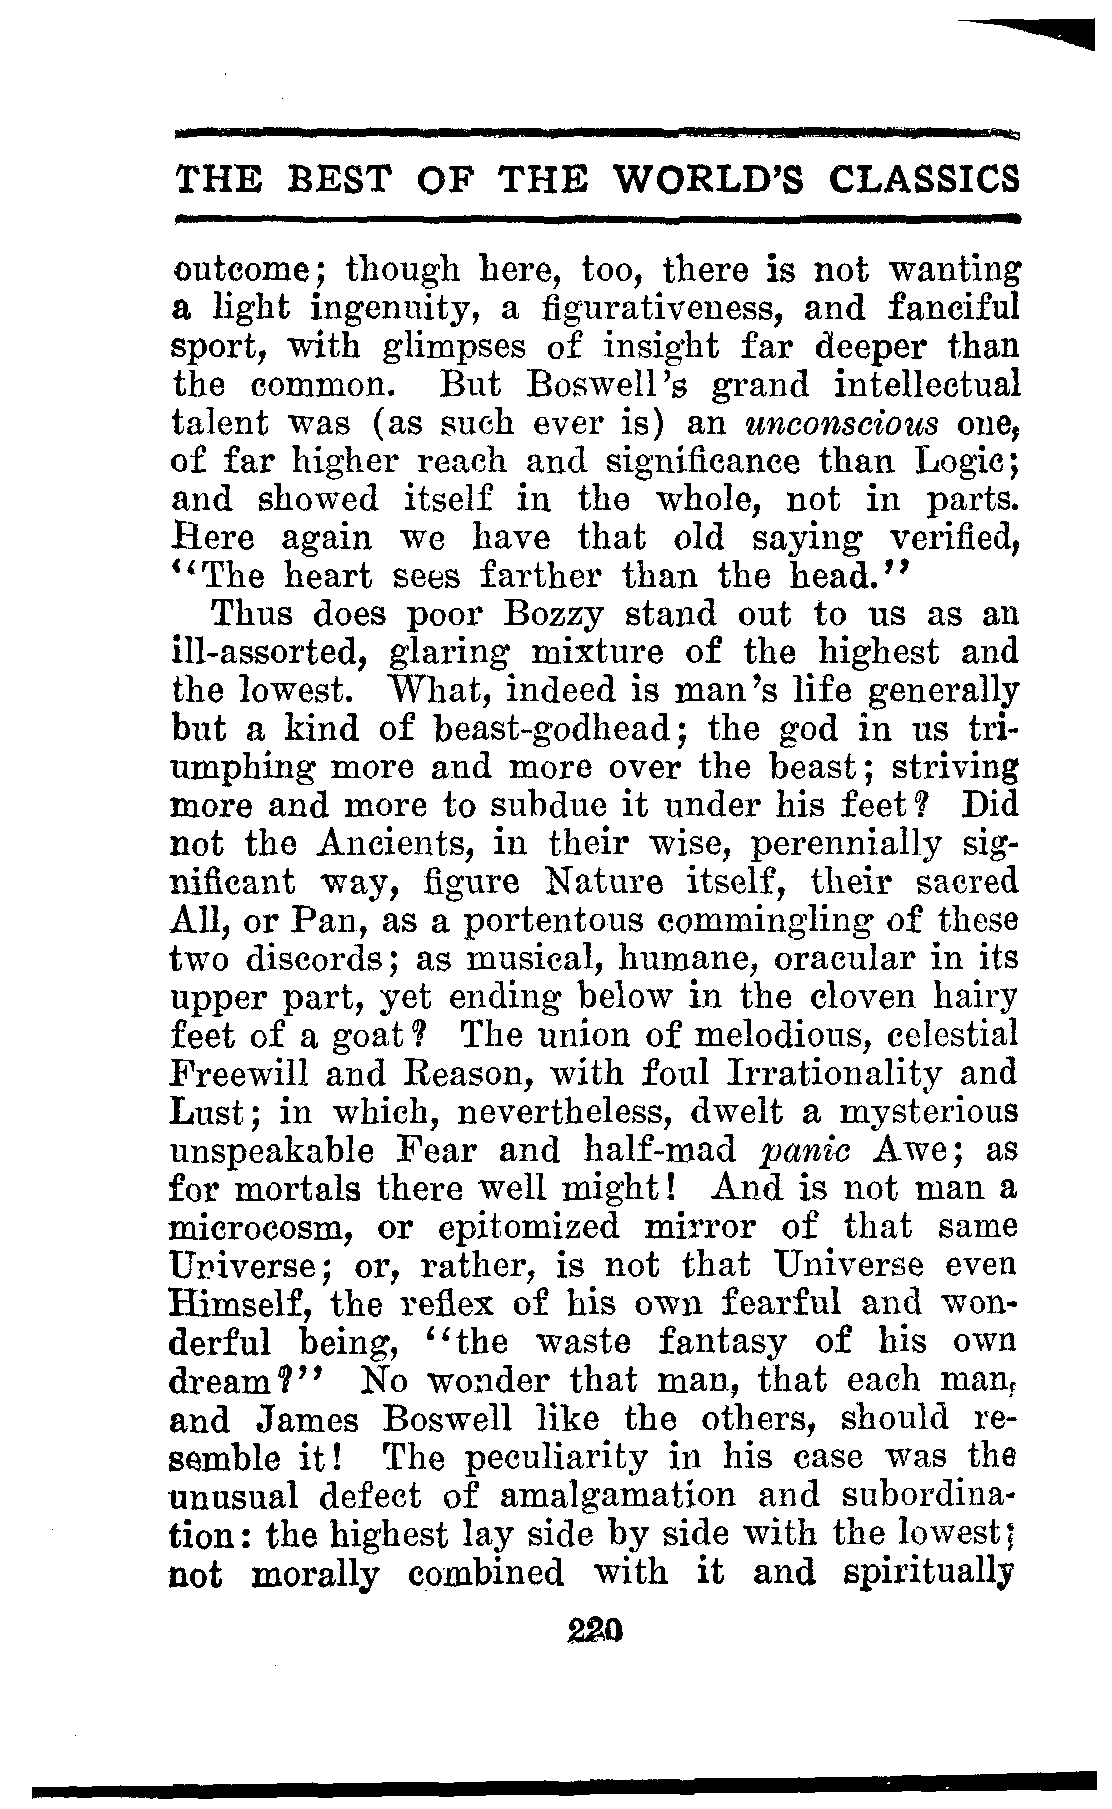 THE BEST OF THE WORLD'S CLASSICS
outcome; though here, too, there is not wanting
a light ingenuity, a figurativeness, and fanciful
sport, with glimpses of insight far deeper than
the common. But Boswell's grand intellectual
talent was (as such ever is) an unconscious one,
of far higher reach and significance than Logic;
and showed itself in the whole, not in parts.
Here again we have that old saying verified,
"The heart sees farther than the head."
Thus does poor Bozzy stand out to us as an
ill-assorted, glaring mixture of the highest and
the lowest. What, indeed is man's life generally
but a kind of beast-godhead; the god in us tri-
umphing more and more over the beast; striving
more and more to subdue it under his feet? Did
not the Ancients, in their wise, perennially sig-
nificant way, figure Nature itself, their sacred
All, or Pan, as a portentous commingling of these
two discords; as musical, humane, oracular in its
upper part, yet ending below in the cloven hairy
feet of a goat? The union of melodious, celestial
Freewill and Reason, with foul Irrationality and
Lust; in which, nevertheless, dwelt a mysterious
unspeakable Fear and half-mad panic Awe; as
for mortals there well might! And is not man a
microcosm, or epitomized mirror of that same
Universe; or, rather, is not that Universe even
Himself, the reflex of his own fearful and won-
derful being, "the waste fantasy of his own
dream?" No wonder that man, that each man,
and James Boswell like the others, should re-
semble it! The peculiarity in his case was the
unusual defect of amalgamation and subordina-
tion: the highest lay side by side with the lowest;
not morally combined with it and spiritually
220